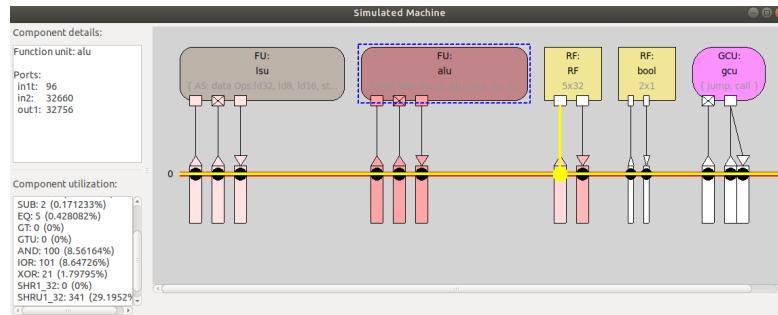 Simulated Machine
Component details:
Function unit: alu
Ports:
in1t: 96
in2: 32660
out1: 32756
Component utilization:
SUB: 2 (0.171233%)
EQ: 5 (0.428082%)
GT: 0 (0%)
GTU: 0 (0%)
AND: 100 (8.56164%)
IOR: 101 (8.64726%)
XOR: 21 (1.79795%)
SHR1_32: 0 (0%)
SHRU1_32: 341 (29.1952%
FU:
lsu
{ AS: data Ops:ld32, ld8, ld16, st...
FU:
alu
RF:
RF
5x32
RF:
bool
2x1
GCU:
gcu
{ jump, call }
0